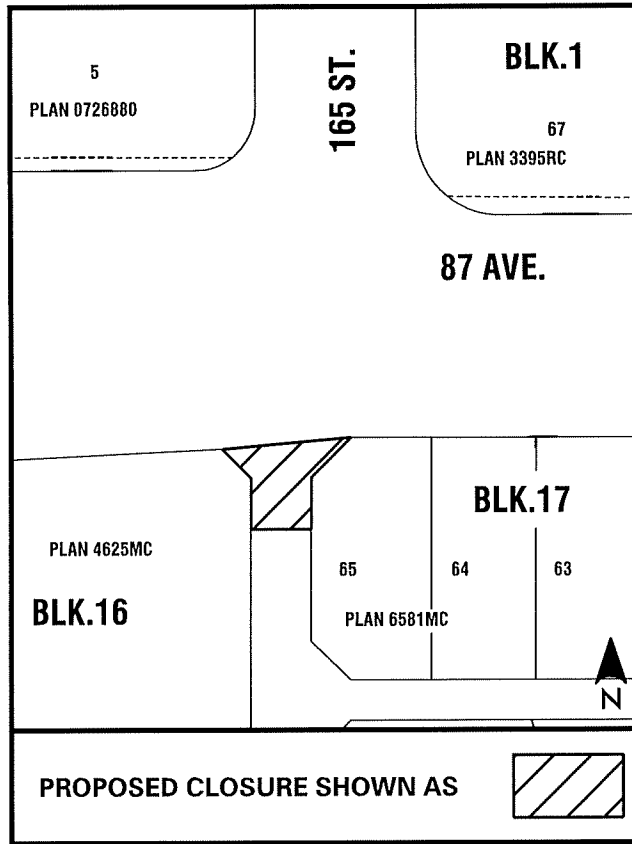 5
PLAN 0726880
165 ST.
BLK.1
67
PLAN 3395RC
87 AVE.
BLK.17
PLAN 4625MC
65
64
63
BLK.16
PLAN 6581MC
N
PROPOSED CLOSURE SHOWN AS